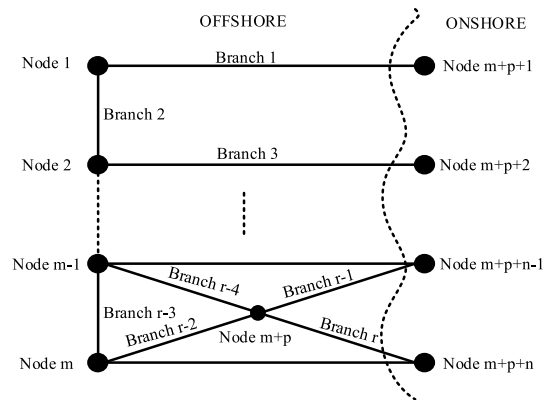 OFFSHORE
ONSHORE
Node 1
Branch 1
Node m+p+1
Branch 2
Node 2
Branch 3
Node m+p+2
Node m-1
Branch r-4
Branch r-1
Node m+p+n-1
Branch r-3
Branch r-2
Node m+p
Branch r
Node m
Node m+p+n